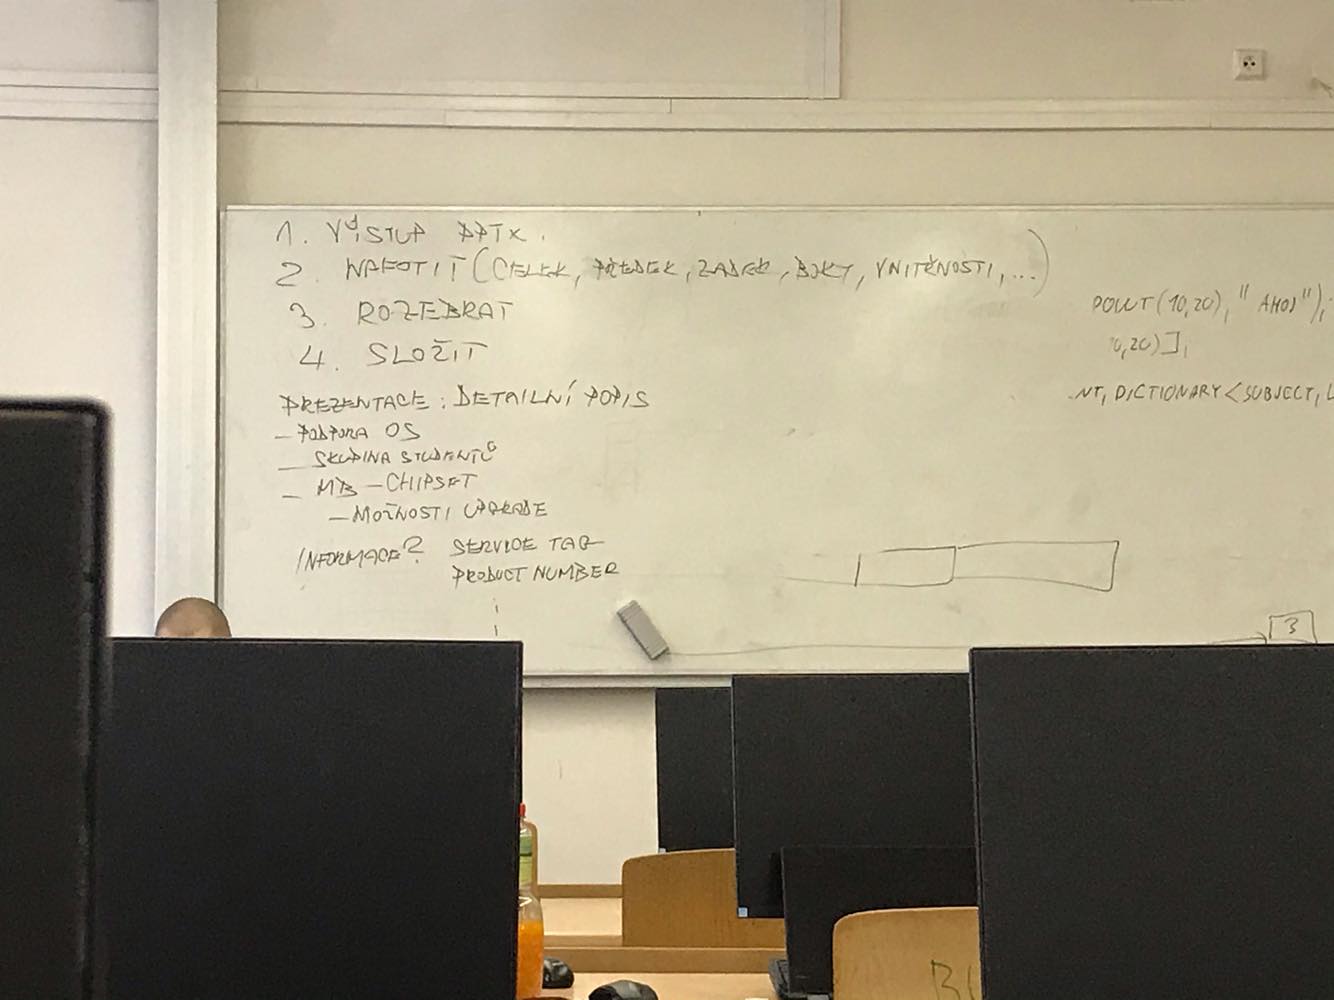 1. VÝSTUP PPTX.
2. NAFOTIT (CELEK, PŘEDEK, ZADEK, BOKY, VNITŘNOSTI, ...)
3. ROZEBRAT
4. SLOŽIT
PREZENTACE: DETAILNÍ POPIS
- PODPORA OS
- SKUPINA STUDENTŮ
- MB - CHIPSET
- MOŽNOSTI UPGRADE
INFORMACE? SERVICE TAG
PRODUCT NUMBER
POINT(10,20), "AHOJ");
0,20)];
NT, DICTIONARY<SUBJECT, L
3